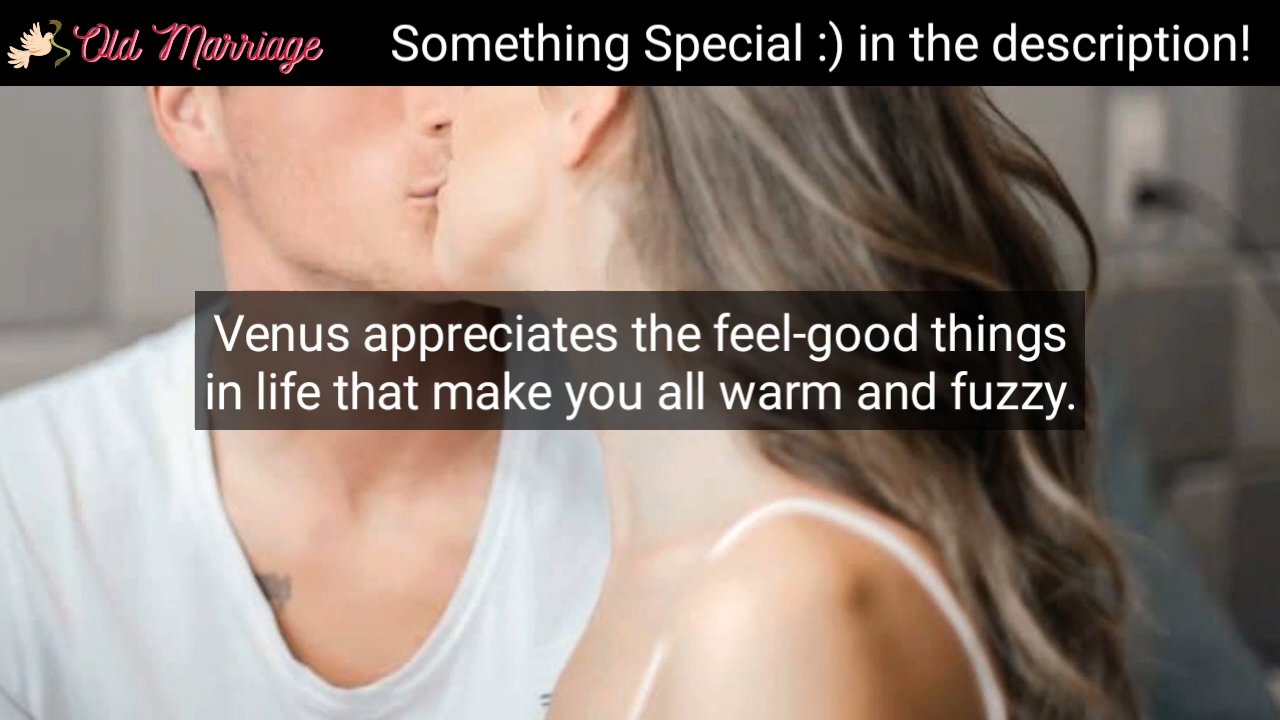 Old Marriage
Something Special :) in the description!
Venus appreciates the feel-good things
in life that make you all warm and fuzzy.